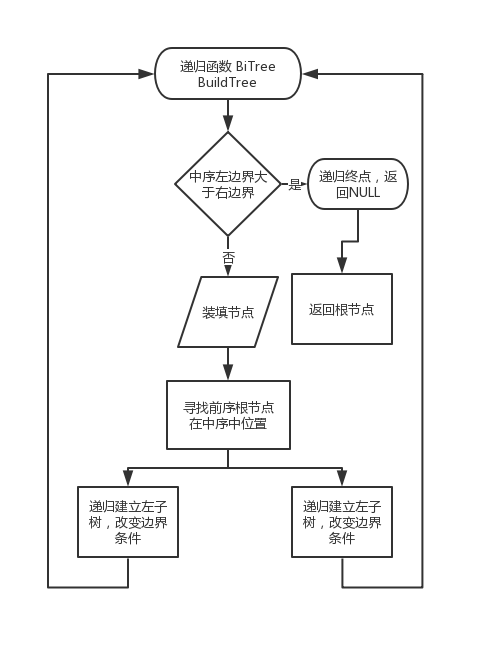 递归函数 BiTree
BuildTree
中序左边界大
于右边界
是
递归终点，返
回NULL
否
装填节点
返回根节点
寻找前序根节点
在中序中位置
递归建立左子
树，改变边界
条件
递归建立左子
树，改变边界
条件